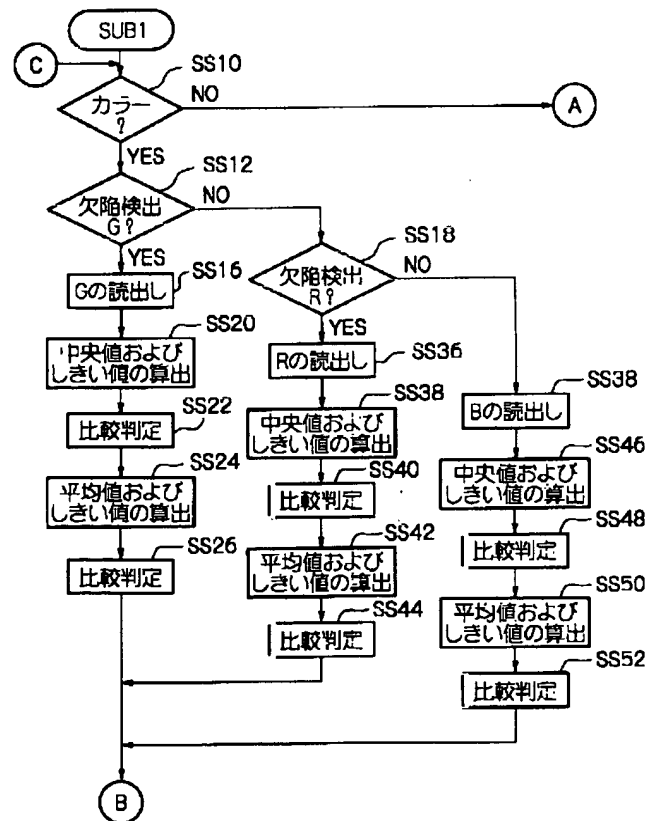 SUB1
C
SS10
カラー
?
NO
A
YES
SS12
欠陥検出
G?
NO
YES
SS16
Gの読出し
SS18
欠陥検出
R?
NO
YES
SS20
中央値および
しきい値の算出
SS22
比較判定
SS24
平均値および
しきい値の算出
SS26
比較判定
SS36
Rの読出し
SS38
中央値および
しきい値の算出
SS40
比較判定
SS42
平均値および
しきい値の算出
SS44
比較判定
SS38
Bの読出し
SS46
中央値および
しきい値の算出
SS48
比較判定
SS50
平均値および
しきい値の算出
SS52
比較判定
B